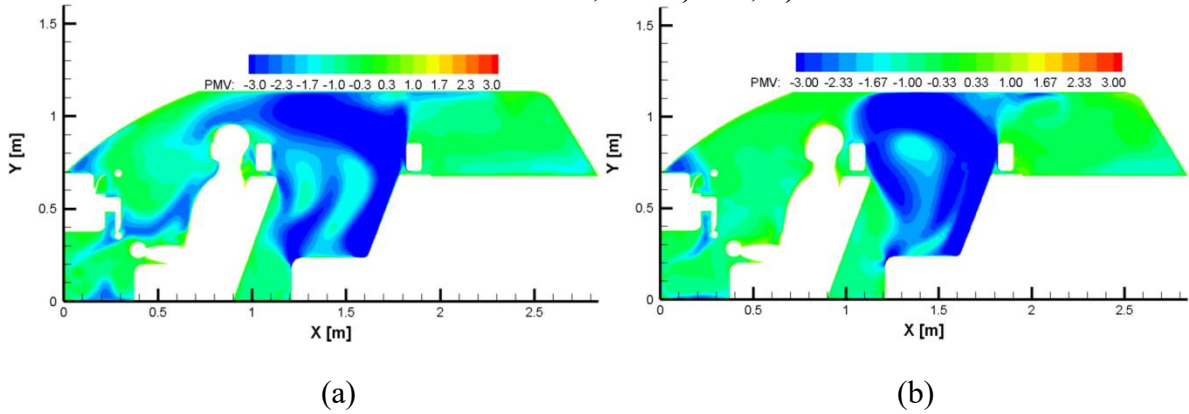 PMV: -3.0 -2.3 -1.7 -1.0 -0.3 0.3 1.0 1.7 2.3 3.0
1.5
1
0.5
0
Y [m]
0 0.5 1 1.5 2 2.5
X [m]
(a)
PMV: -3.00 -2.33 -1.67 -1.00 -0.33 0.33 1.00 1.67 2.33 3.00
1.5
1
0.5
0
Y [m]
0 0.5 1 1.5 2 2.5
X [m]
(b)